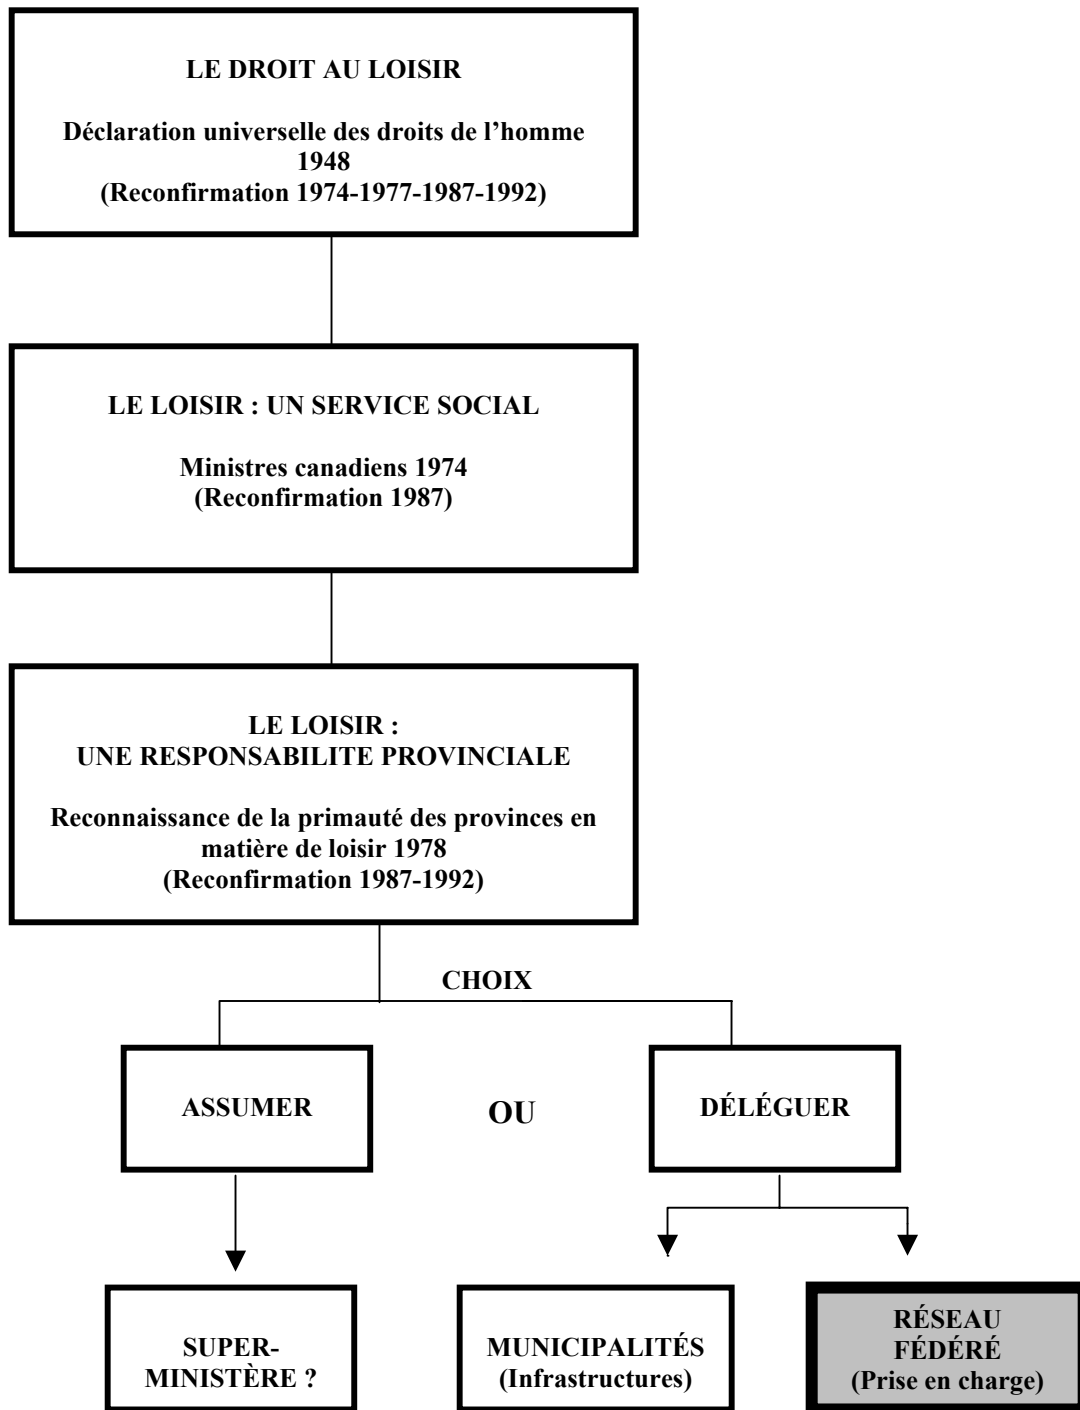 LE DROIT AU LOISIR
Déclaration universelle des droits de l’homme
1948
(Reconfirmation 1974-1977-1987-1992)
LE LOISIR : UN SERVICE SOCIAL
Ministres canadiens 1974
(Reconfirmation 1987)
LE LOISIR :
UNE RESPONSABILITE PROVINCIALE
Reconnaissance de la primauté des provinces en
matière de loisir 1978
(Reconfirmation 1987-1992)
CHOIX
ASSUMER
OU
DÉLÉGUER
SUPER-
MINISTÈRE ?
MUNICIPALITÉS
(Infrastructures)
RÉSEAU
FÉDÉRÉ
(Prise en charge)